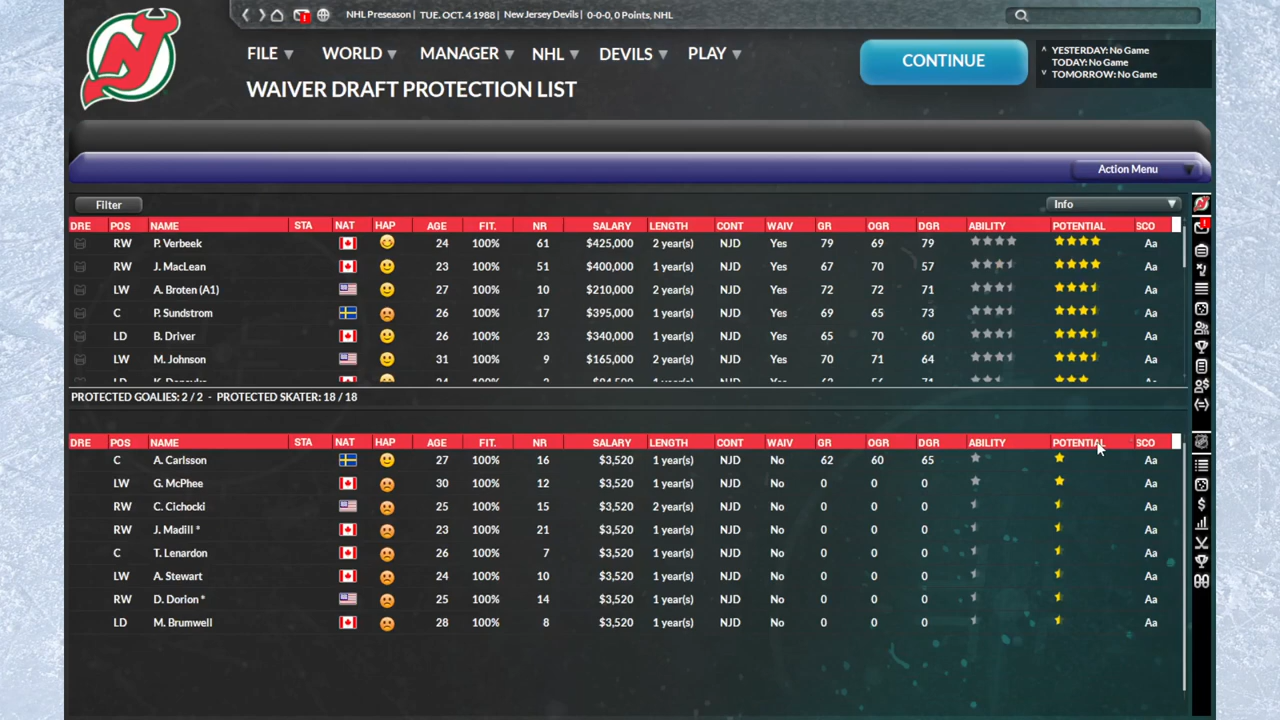 NHL Preseason | TUE. OCT. 4 1988 | New Jersey Devils | 0-0-0, 0 Points, NHL
FILE WORLD MANAGER NHL DEVILS PLAY
CONTINUE
YESTERDAY: No Game
TODAY: No Game
TOMORROW: No Game
WAIVER DRAFT PROTECTION LIST
Action Menu
Filter
Info
DRE POS NAME STA NAT HAP AGE FIT. NR SALARY LENGTH CONT WAIV GR OGR DGR ABILITY POTENTIAL SCO
RW P. Verbeek 24 100% 61 $425,000 2 year(s) NJD Yes 79 69 79 Aa
RW J. MacLean 23 100% 51 $400,000 1 year(s) NJD Yes 67 70 57 Aa
LW A. Broten (A1) 27 100% 10 $210,000 2 year(s) NJD Yes 72 72 71 Aa
C P. Sundstrom 26 100% 17 $395,000 1 year(s) NJD Yes 69 65 73 Aa
LD B. Driver 26 100% 23 $340,000 1 year(s) NJD Yes 65 70 60 Aa
LW M. Johnson 31 100% 9 $165,000 2 year(s) NJD Yes 70 71 64 Aa
PROTECTED GOALIES: 2 / 2 - PROTECTED SKATER: 18 / 18
DRE POS NAME STA NAT HAP AGE FIT. NR SALARY LENGTH CONT WAIV GR OGR DGR ABILITY POTENTIAL SCO
C A. Carlsson 27 100% 16 $3,520 1 year(s) NJD No 62 60 65 Aa
LW G. McPhee 30 100% 12 $3,520 1 year(s) NJD No 0 0 0 Aa
RW C. Cichocki 25 100% 15 $3,520 2 year(s) NJD No 0 0 0 Aa
RW J. Madill * 23 100% 21 $3,520 1 year(s) NJD No 0 0 0 Aa
C T. Lenardon 26 100% 7 $3,520 1 year(s) NJD No 0 0 0 Aa
LW A. Stewart 24 100% 10 $3,520 1 year(s) NJD No 0 0 0 Aa
RW D. Dorion * 25 100% 14 $3,520 1 year(s) NJD No 0 0 0 Aa
LD M. Brumwell 28 100% 8 $3,520 1 year(s) NJD No 0 0 0 Aa